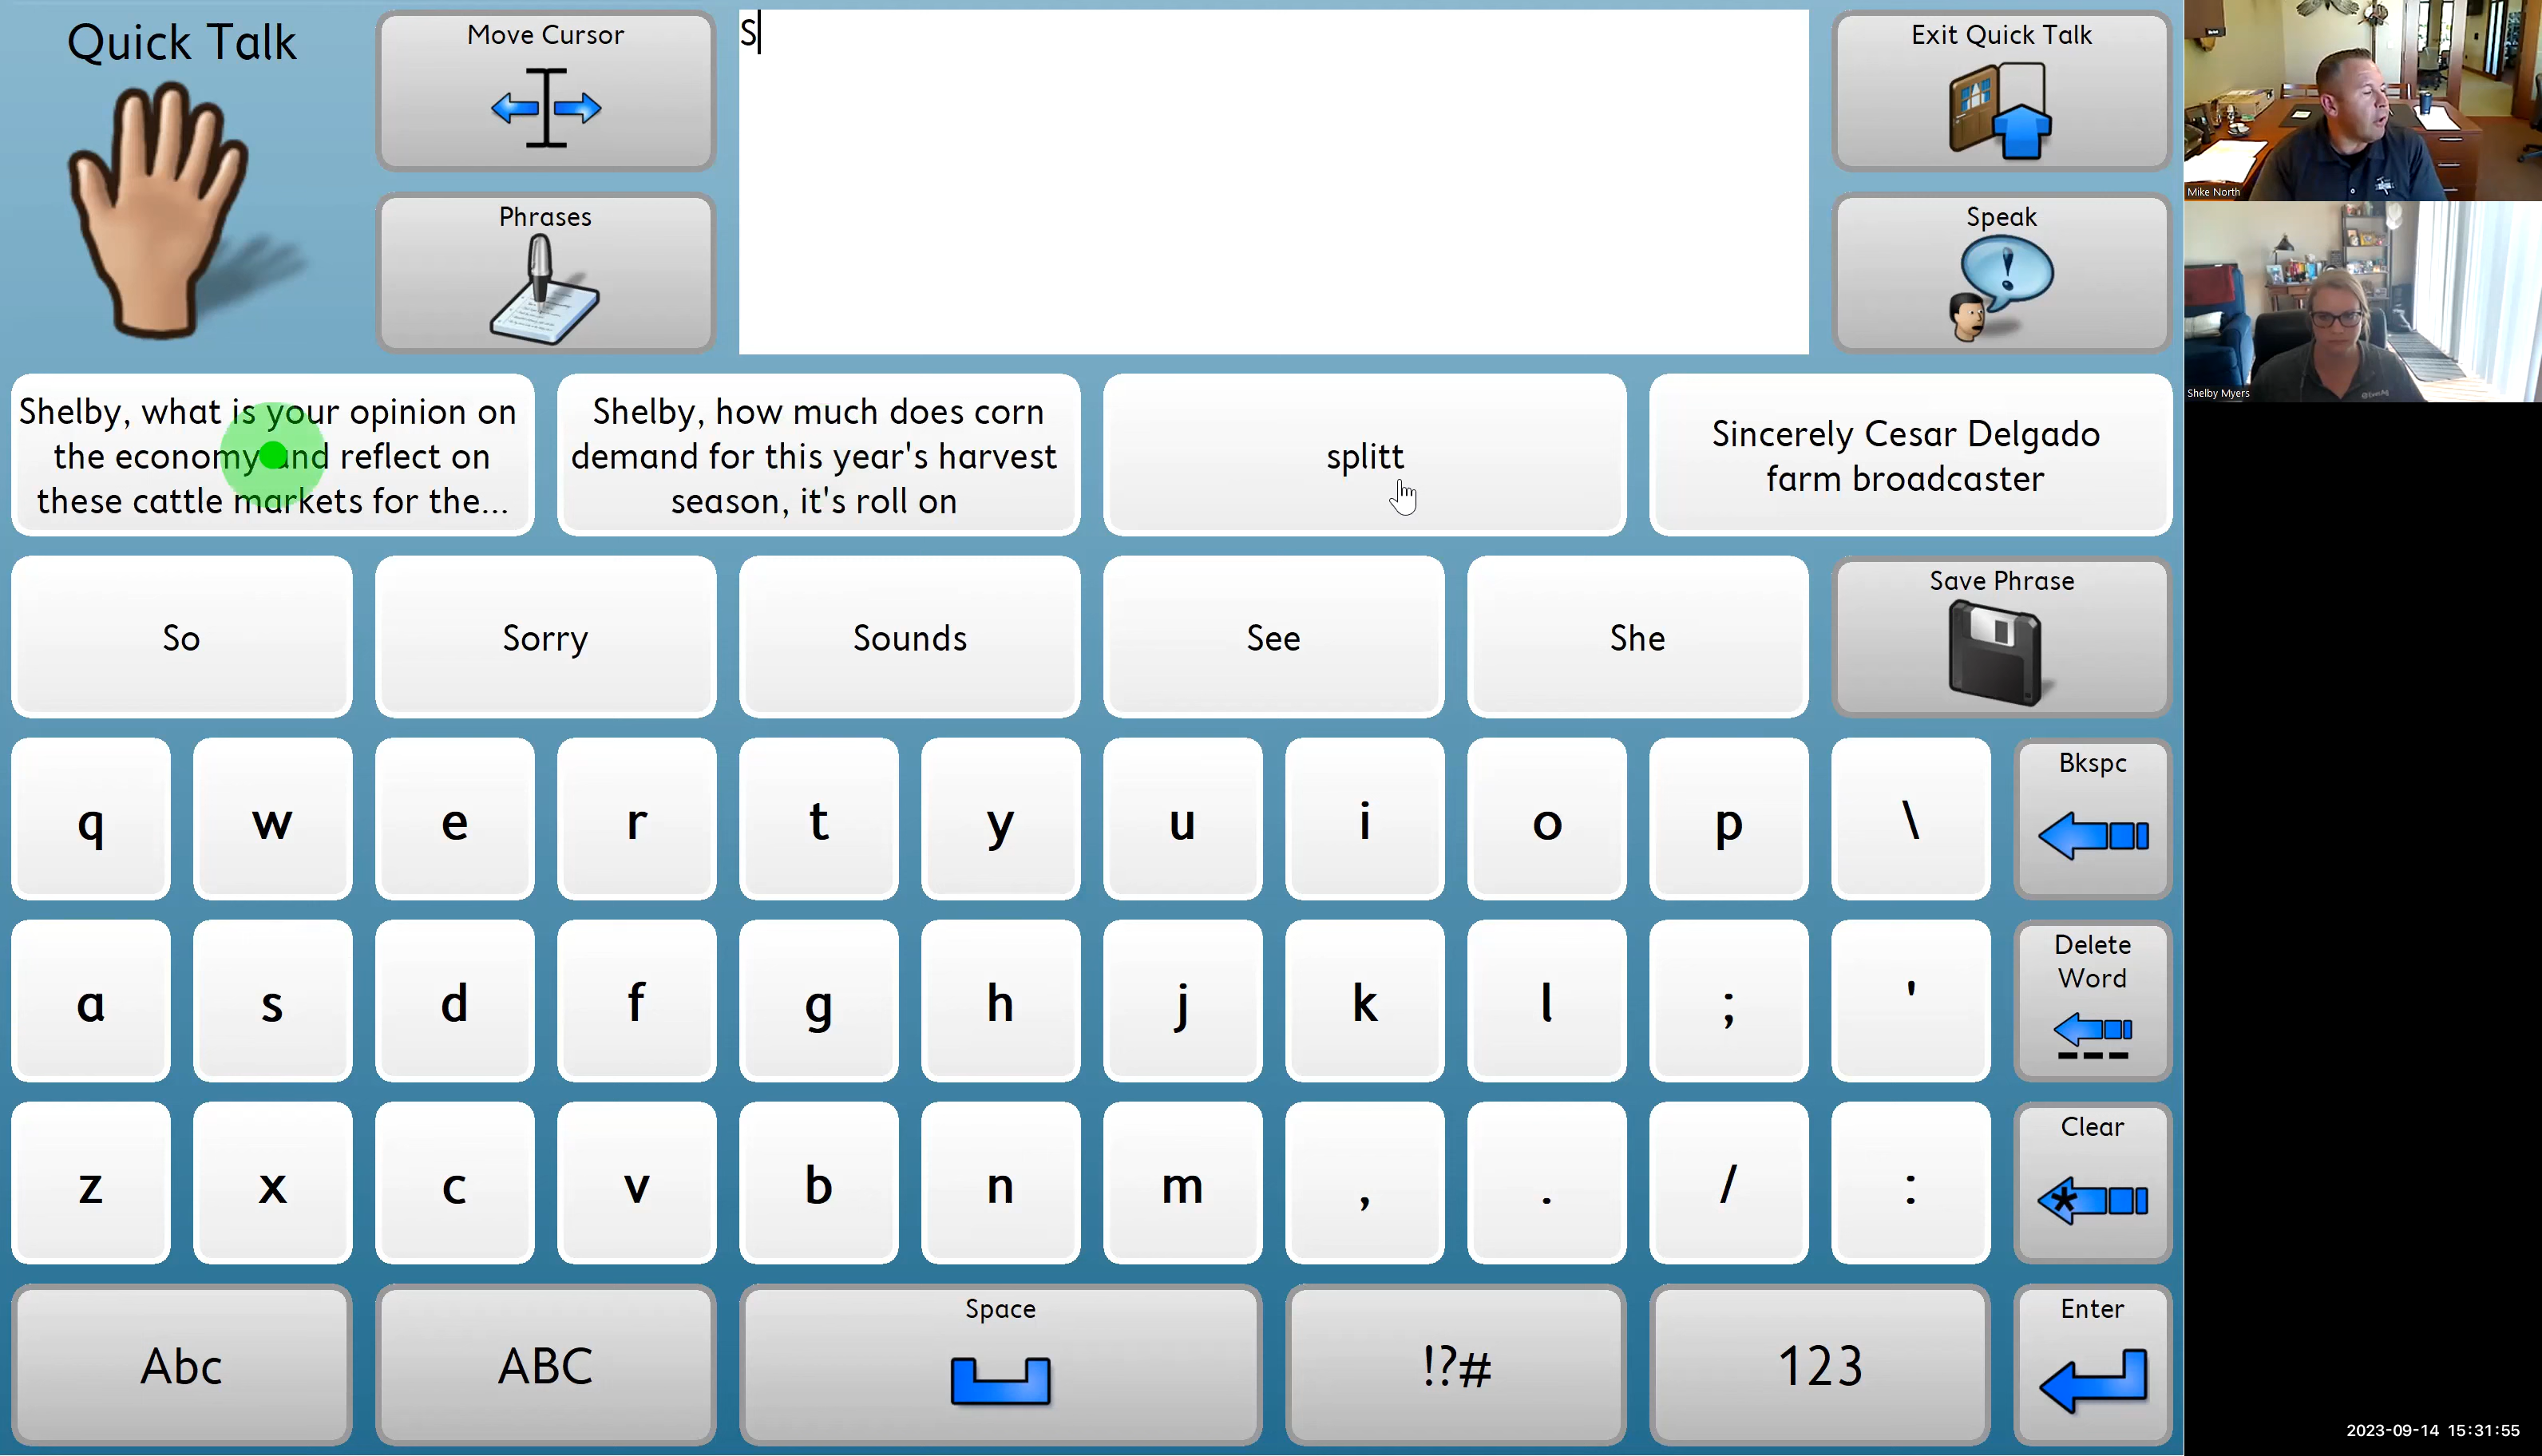 Quick Talk
Move Cursor
S
Exit Quick Talk
Phrases
Speak
Mike North
Shelby Myers
Shelby, what is your opinion on
the economy and reflect on
these cattle markets for the...
Shelby, how much does corn
demand for this year's harvest
season, it's roll on
splitt
Sincerely Cesar Delgado
farm broadcaster
So
Sorry
Sounds
See
She
Save Phrase
q w e r t y u i o p \
Bkspc
a s d f g h j k l ; '
Delete
Word
z x c v b n m , . / :
Clear
*
Abc
ABC
Space
!?#
123
Enter
2023-09-14 15:31:55